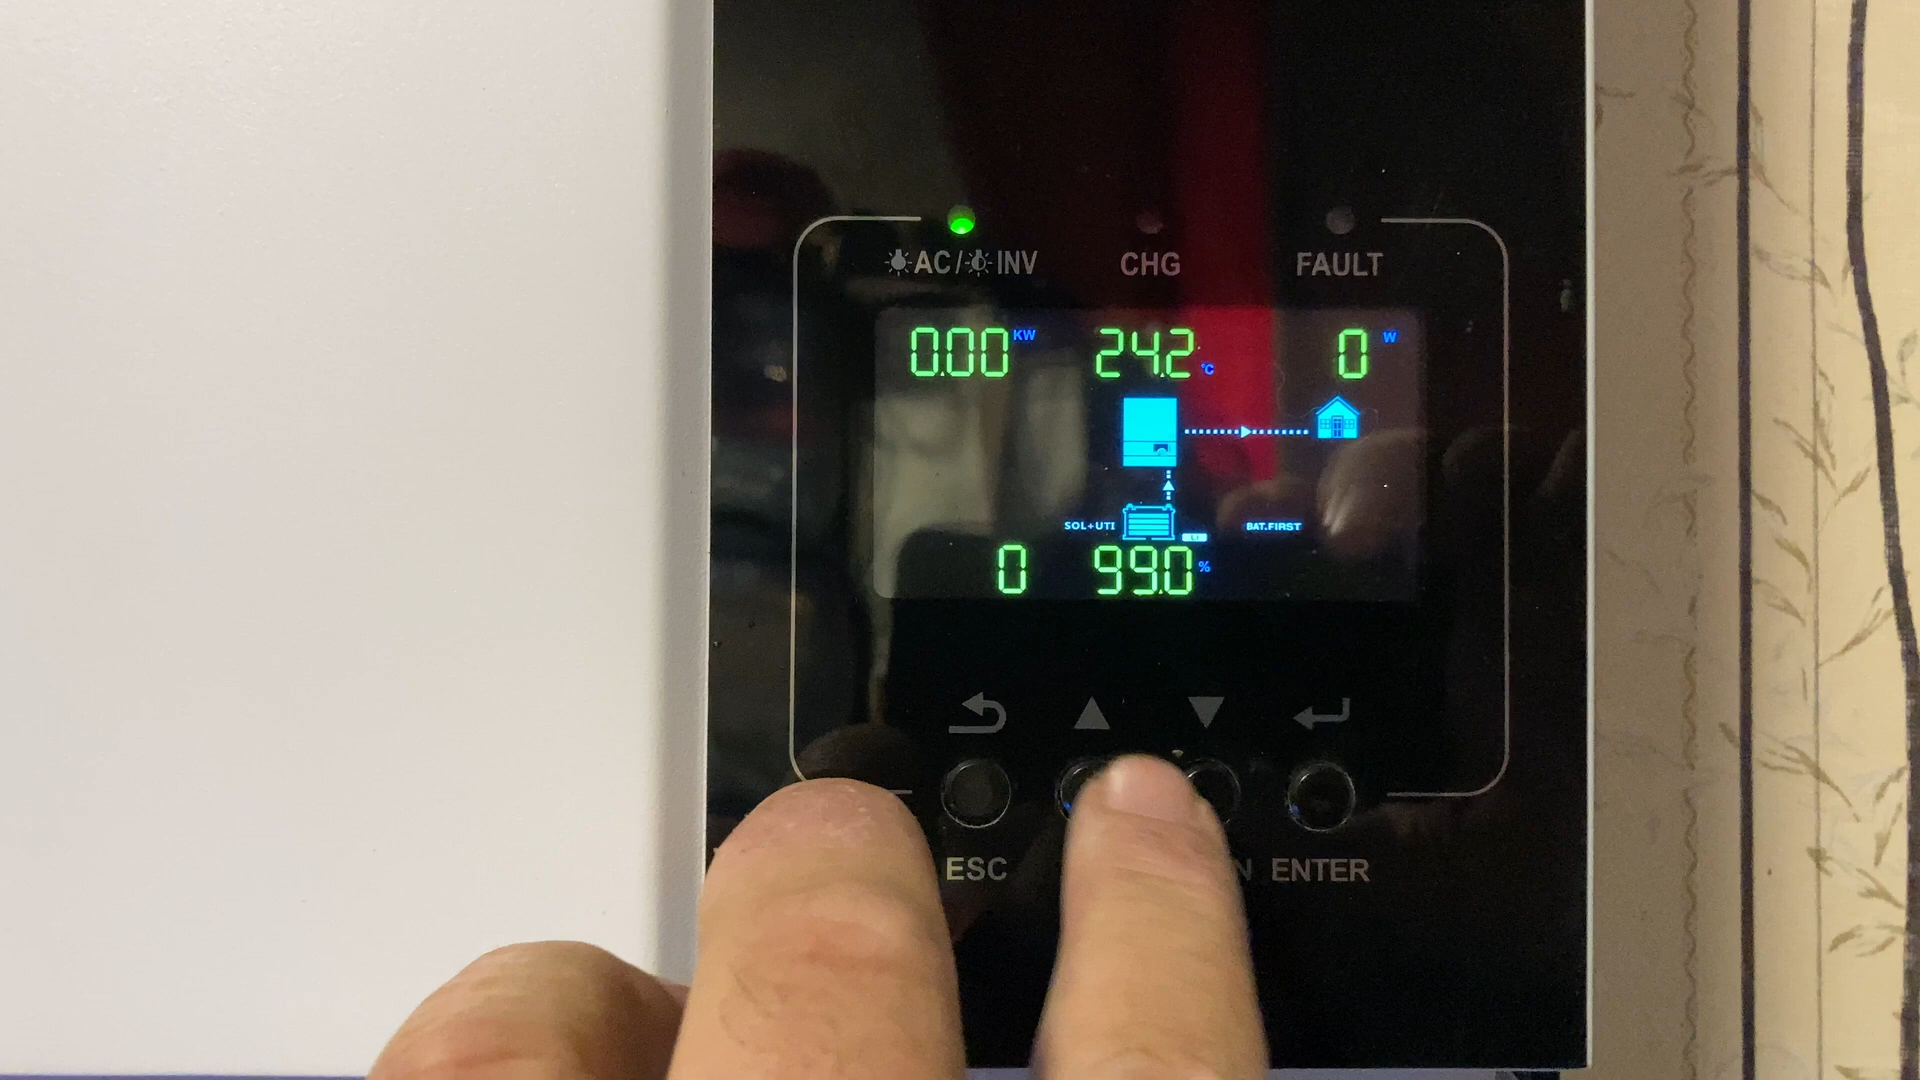 AC/ INV CHG FAULT
0.00 KW 24.2 °C 0 W
SOL+UTI LI BAT.FIRST
0 99.0 %
ESC N ENTER